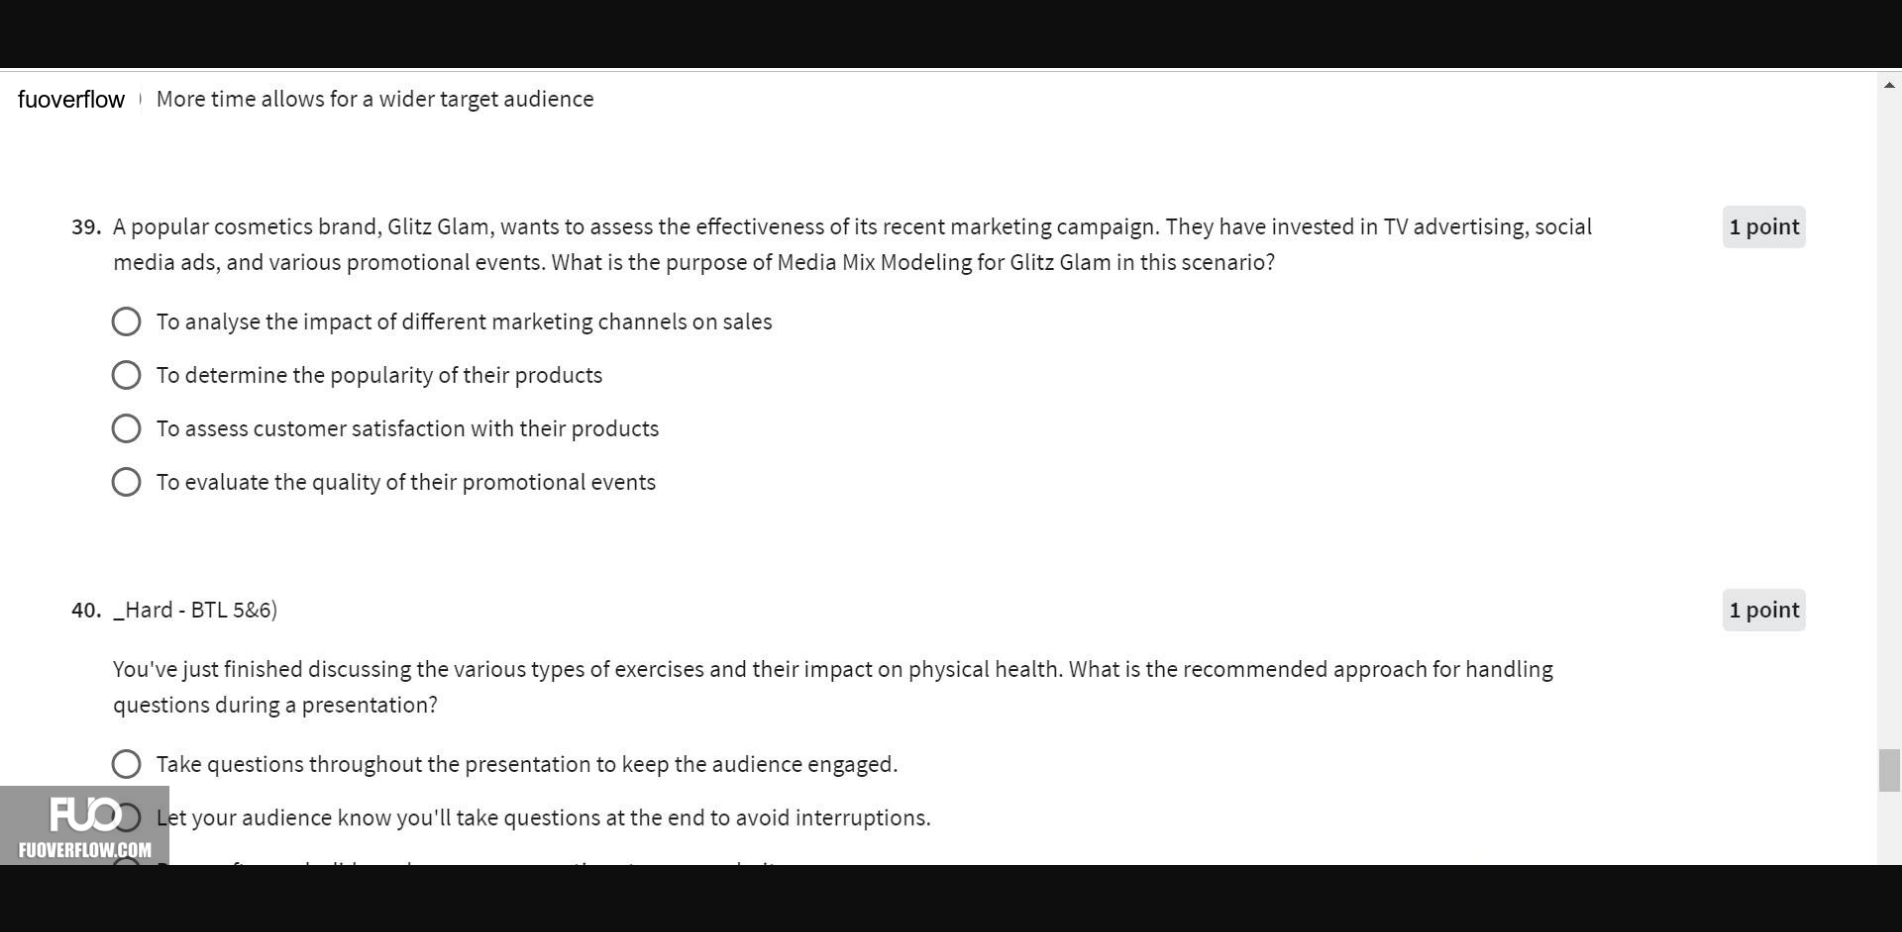 fuoverflow More time allows for a wider target audience
39. A popular cosmetics brand, Glitz Glam, wants to assess the effectiveness of its recent marketing campaign. They have invested in TV advertising, social
1 point
media ads, and various promotional events. What is the purpose of Media Mix Modeling for Glitz Glam in this scenario?
To analyse the impact of different marketing channels on sales
To determine the popularity of their products
To assess customer satisfaction with their products
To evaluate the quality of their promotional events
40. _Hard - BTL 5&6)
1 point
You've just finished discussing the various types of exercises and their impact on physical health. What is the recommended approach for handling
questions during a presentation?
Take questions throughout the presentation to keep the audience engaged.
Let your audience know you'll take questions at the end to avoid interruptions.
FUO
FUOVERFLOW.COM